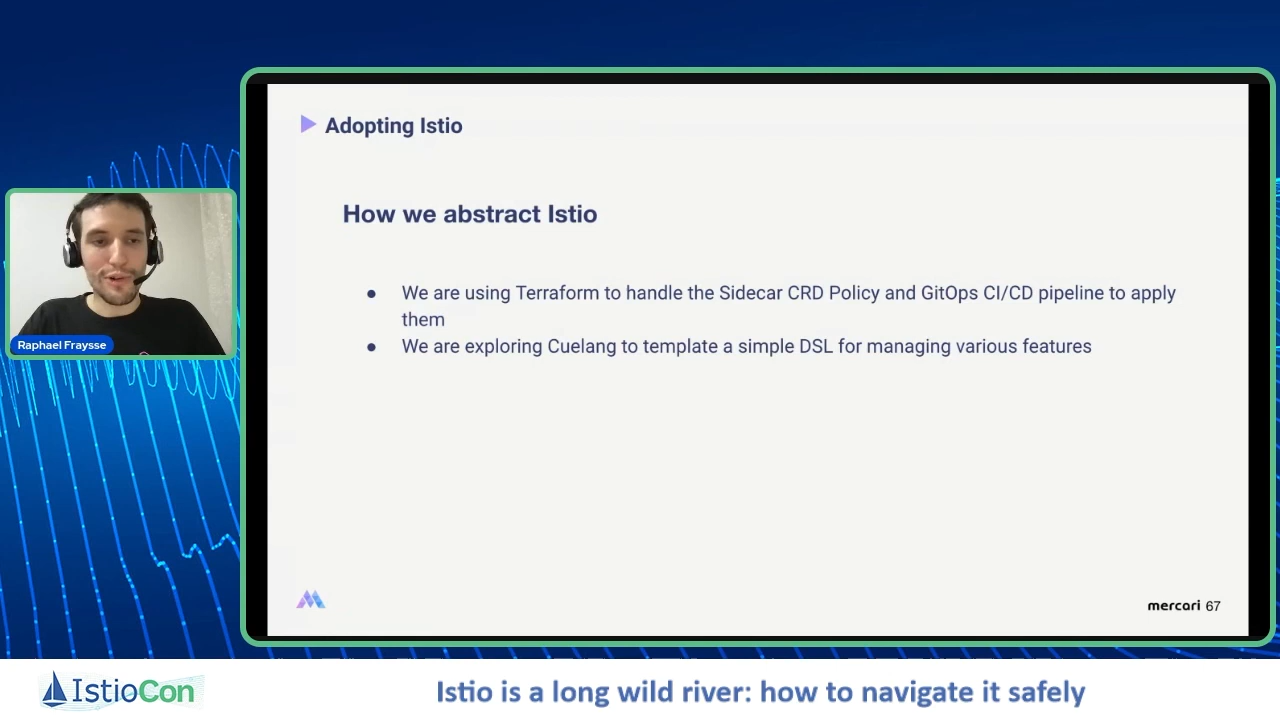 Adopting Istio
How we abstract Istio
● We are using Terraform to handle the Sidecar CRD Policy and GitOps CI/CD pipeline to apply
them
● We are exploring Cuelang to template a simple DSL for managing various features
Raphael Fraysse
mercari 67
IstioCon
Istio is a long wild river: how to navigate it safely